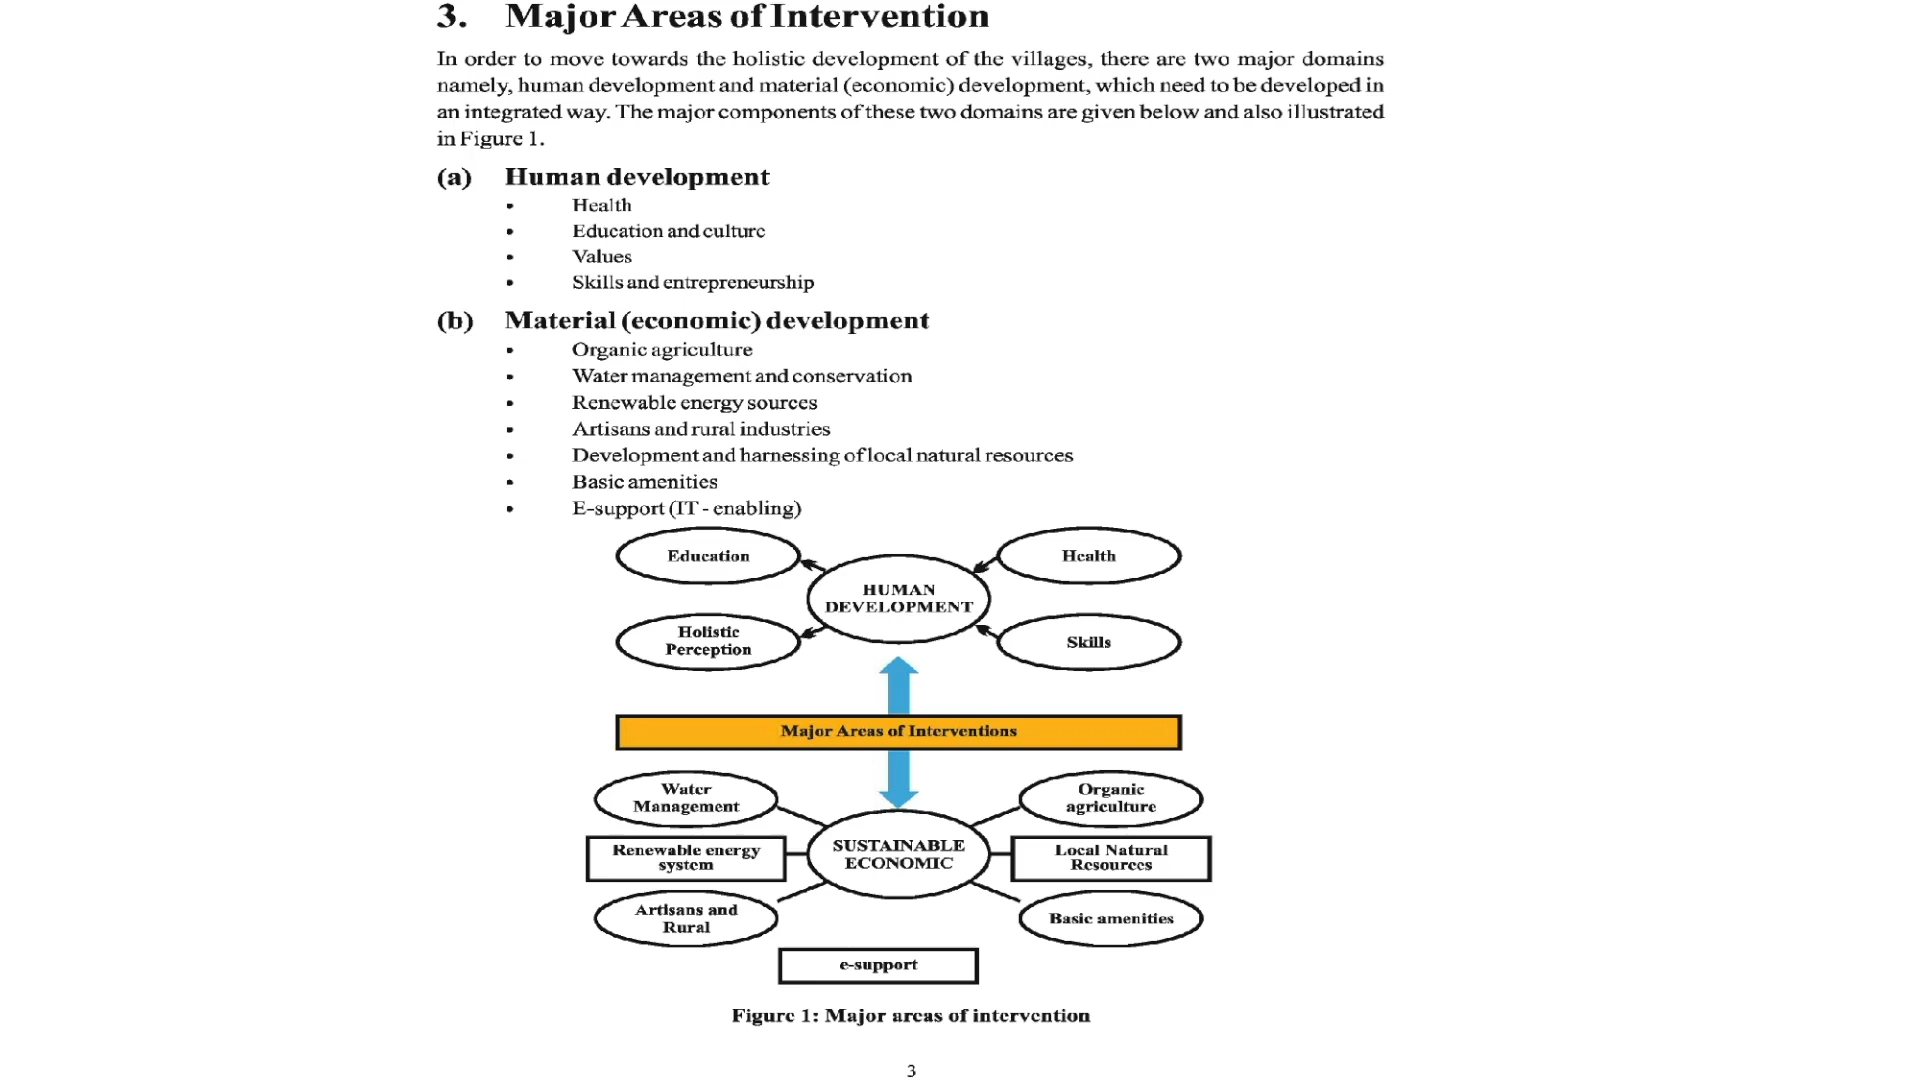 3. Major Areas of Intervention
In order to move towards the holistic development of the villages, there are two major domains
namely, human development and material (economic) development, which need to be developed in
an integrated way. The major components of these two domains are given below and also illustrated
in Figure 1.
(a) Human development
• Health
• Education and culture
• Values
• Skills and entrepreneurship
(b) Material (economic) development
• Organic agriculture
• Water management and conservation
• Renewable energy sources
• Artisans and rural industries
• Development and harnessing of local natural resources
• Basic amenities
• E-support (IT - enabling)
Education
Health
HUMAN
DEVELOPMENT
Holistic
Perception
Skills
Major Areas of Interventions
Water
Management
Organic
agriculture
SUSTAINABLE
ECONOMIC
Renewable energy
system
Local Natural
Resources
Artisans and
Rural
Basic amenities
e-support
Figure 1: Major areas of intervention
3